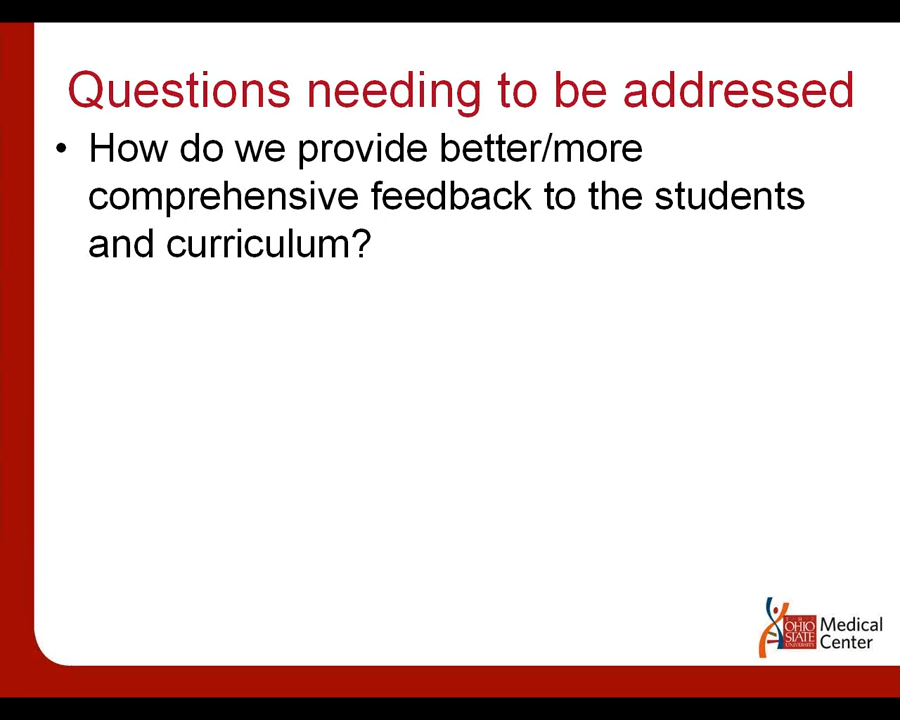 Questions needing to be addressed
• How do we provide better/more
comprehensive feedback to the students
and curriculum?
OHIO
STATE
UNIVERSITY
Medical
Center